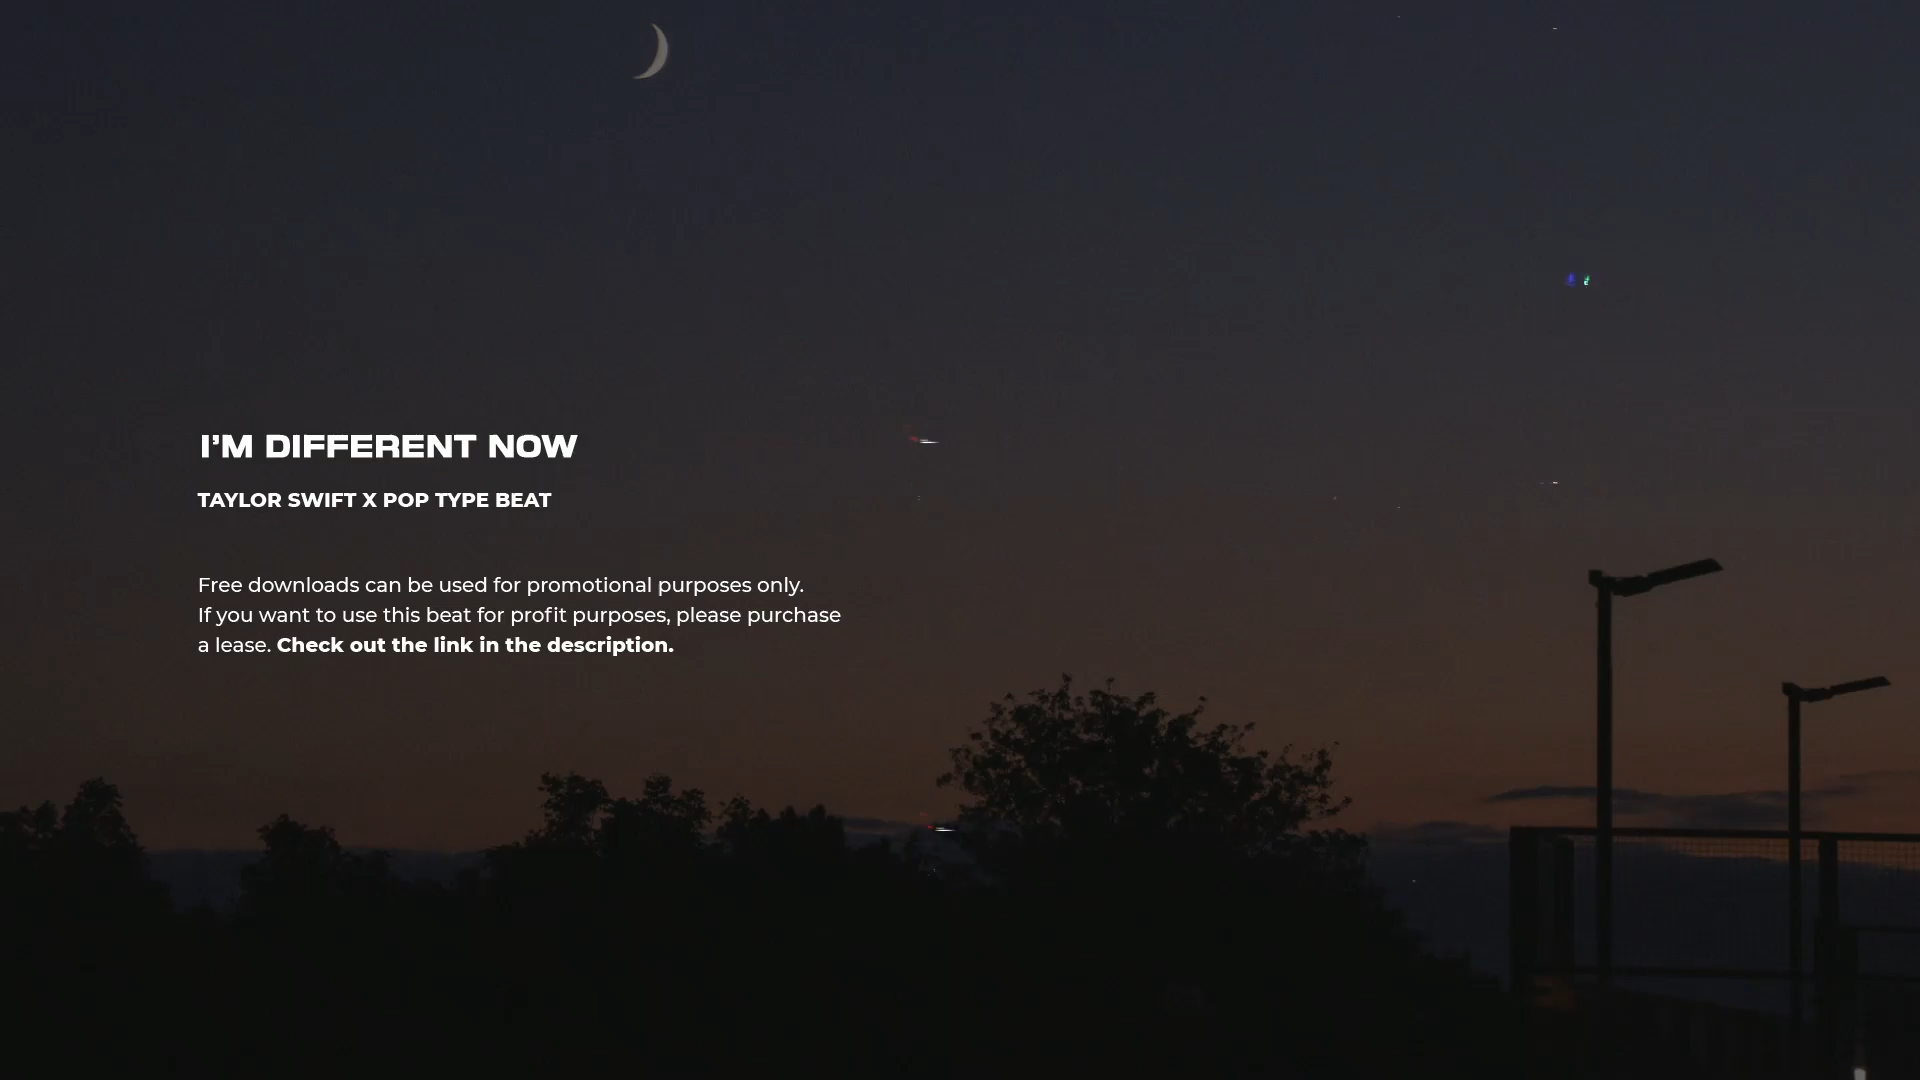 I'M DIFFERENT NOW
TAYLOR SWIFT X POP TYPE BEAT
Free downloads can be used for promotional purposes only.
If you want to use this beat for profit purposes, please purchase
a lease. Check out the link in the description.